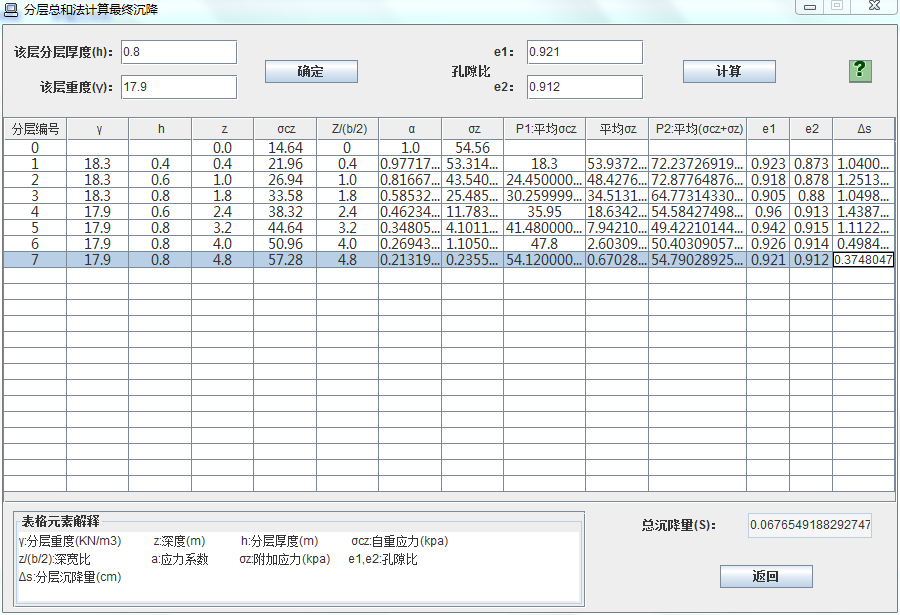 分层总和法计算最终沉降
该层分层厚度(h): 0.8 确定 孔隙比 e1: 0.921 计算 ?
该层重度(γ): 17.9 e2: 0.912
分层编号 γ h z σcz Z/(b/2) α σz P1:平均σcz 平均σz P2:平均(σcz+σz) e1 e2 Δs
0 0.0 14.64 0 1.0 54.56
1 18.3 0.4 0.4 21.96 0.4 0.97717... 53.314... 18.3 53.9372... 72.23726919... 0.923 0.873 1.0400...
2 18.3 0.6 1.0 26.94 1.0 0.81667... 43.540... 24.450000... 48.4276... 72.87764876... 0.918 0.878 1.2513...
3 18.3 0.8 1.8 33.58 1.8 0.58532... 25.485... 30.259999... 34.5131... 64.77314330... 0.905 0.88 1.0498...
4 17.9 0.6 2.4 38.32 2.4 0.46234... 11.783... 35.95 18.6342... 54.58427498... 0.96 0.913 1.4387...
5 17.9 0.8 3.2 44.64 3.2 0.34805... 4.1011... 41.480000... 7.94210... 49.42210144... 0.942 0.915 1.1122...
6 17.9 0.8 4.0 50.96 4.0 0.26943... 1.1050... 47.8 2.60309... 50.40309057... 0.926 0.914 0.4984...
7 17.9 0.8 4.8 57.28 4.8 0.21319... 0.2355... 54.120000... 0.67028... 54.79028925... 0.921 0.912 0.3748047
表格元素解释
γ:分层重度(KN/m3) z:深度(m) h:分层厚度(m) σcz:自重应力(kpa)
z/(b/2):深宽比 a:应力系数 σz:附加应力(kpa) e1,e2:孔隙比
Δs:分层沉降量(cm)
总沉降量(S): 0.0676549188292747
返回